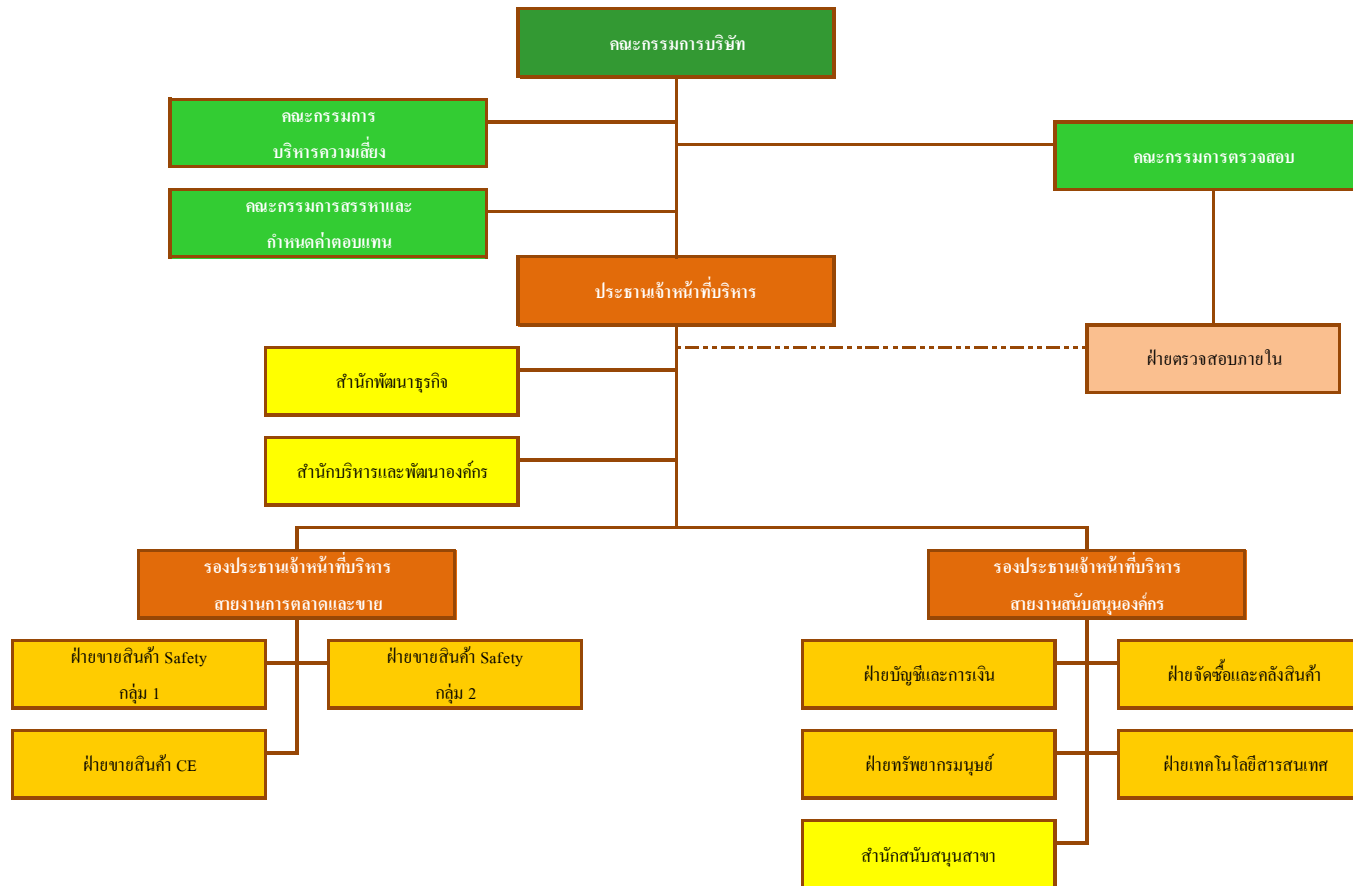 คณะกรรมการบริษัท
คณะกรรมการ
บริหารความเสี่ยง
คณะกรรมการตรวจสอบ
คณะกรรมการสรรหาและ
กำหนดค่าตอบแทน
ประธานเจ้าหน้าที่บริหาร
ฝ่ายตรวจสอบภายใน
สำนักพัฒนาธุรกิจ
สำนักบริหารและพัฒนาองค์กร
รองประธานเจ้าหน้าที่บริหาร
สายงานการตลาดและขาย
รองประธานเจ้าหน้าที่บริหาร
สายงานสนับสนุนองค์กร
ฝ่ายขายสินค้า Safety
กลุ่ม 1
ฝ่ายขายสินค้า Safety
กลุ่ม 2
ฝ่ายบัญชีและการเงิน
ฝ่ายจัดซื้อและคลังสินค้า
ฝ่ายขายสินค้า CE
ฝ่ายทรัพยากรมนุษย์
ฝ่ายเทคโนโลยีสารสนเทศ
สำนักสนับสนุนสาขา